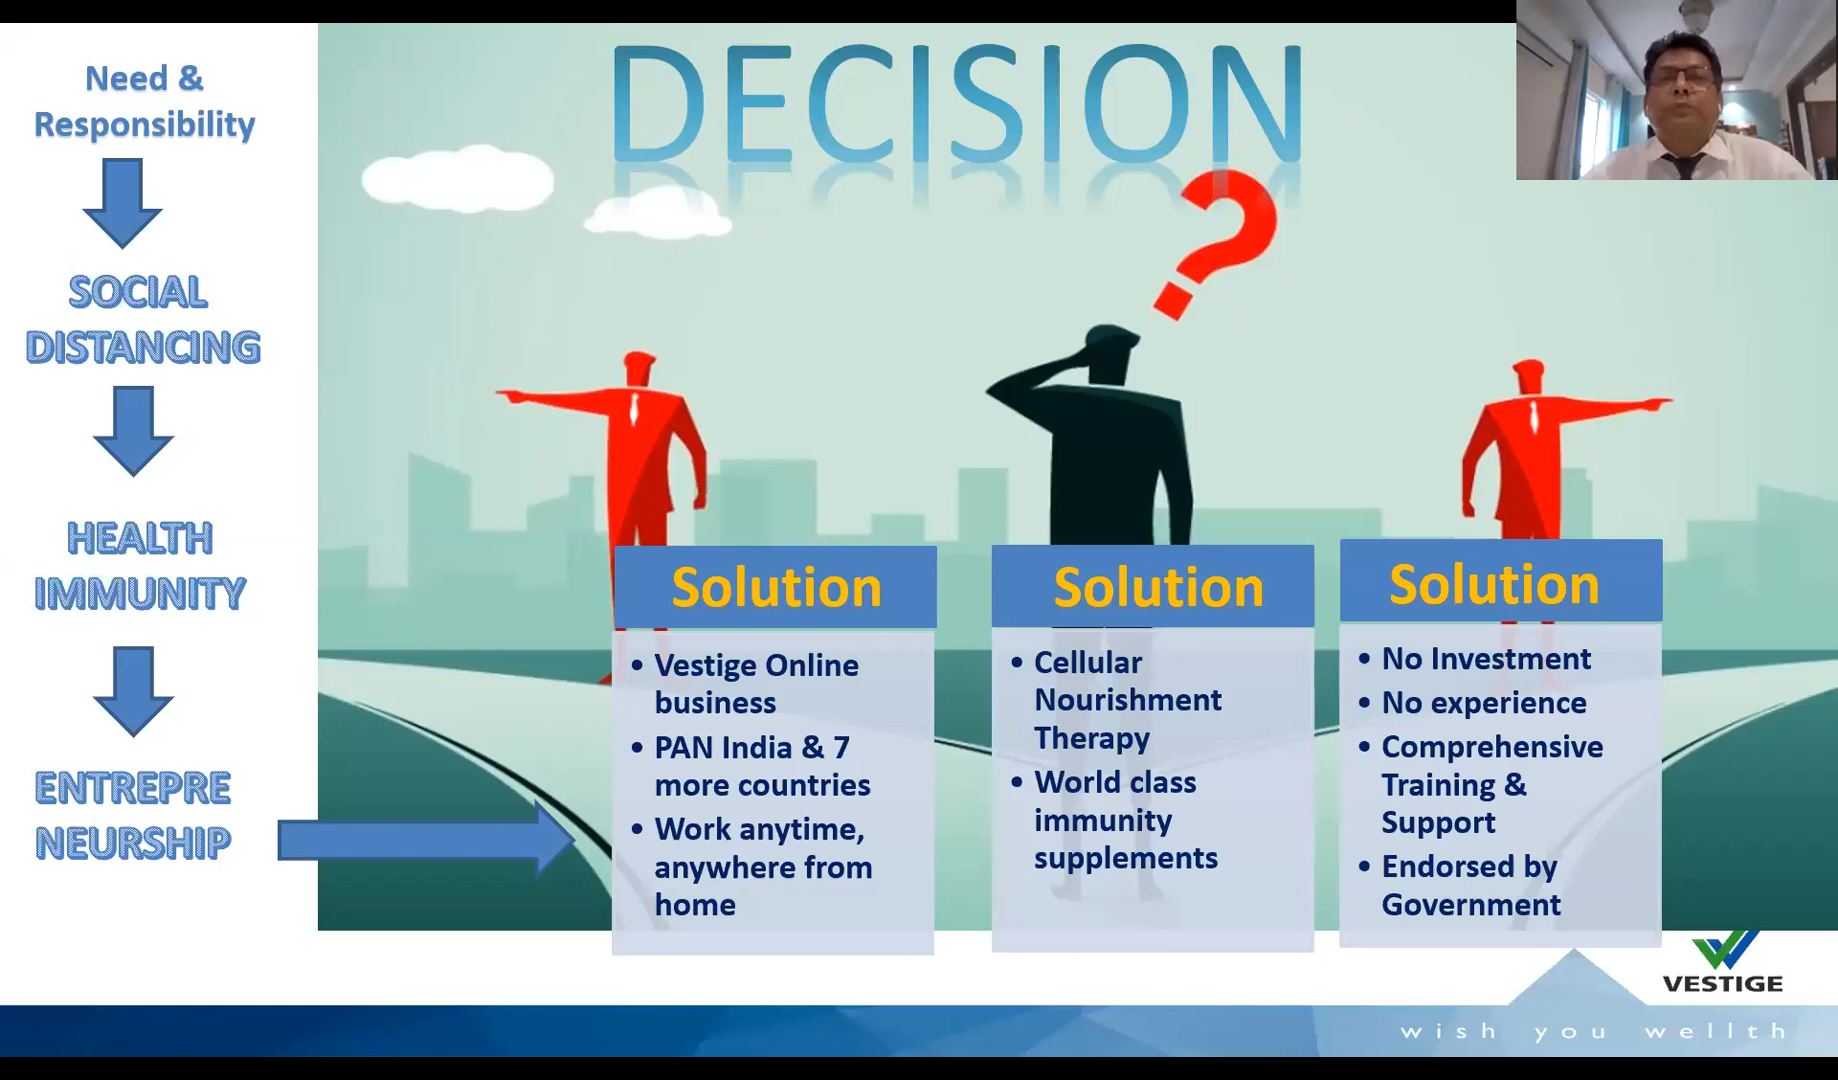 DECISION
Need &
Responsibility
SOCIAL
DISTANCING
HEALTH
IMMUNITY
ENTREPRE
NEURSHIP
?
Solution
• Vestige Online
business
• PAN India & 7
more countries
• Work anytime,
anywhere from
home
Solution
• Cellular
Nourishment
Therapy
• World class
immunity
supplements
Solution
• No Investment
• No experience
• Comprehensive
Training &
Support
• Endorsed by
Government
VESTIGE
wish you wellth